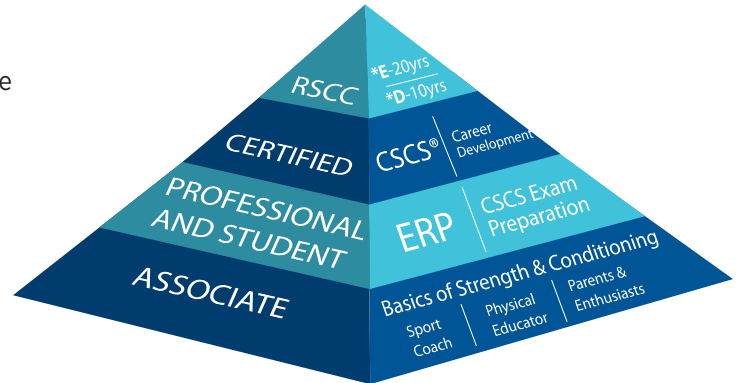 e
RSCC
*E-20yrs
*D-10yrs
CERTIFIED
CSCS®
Career
Development
PROFESSIONAL
AND STUDENT
ERP
CSCS Exam
Preparation
ASSOCIATE
Basics of Strength & Conditioning
Sport
Coach
Physical
Educator
Parents &
Enthusiasts